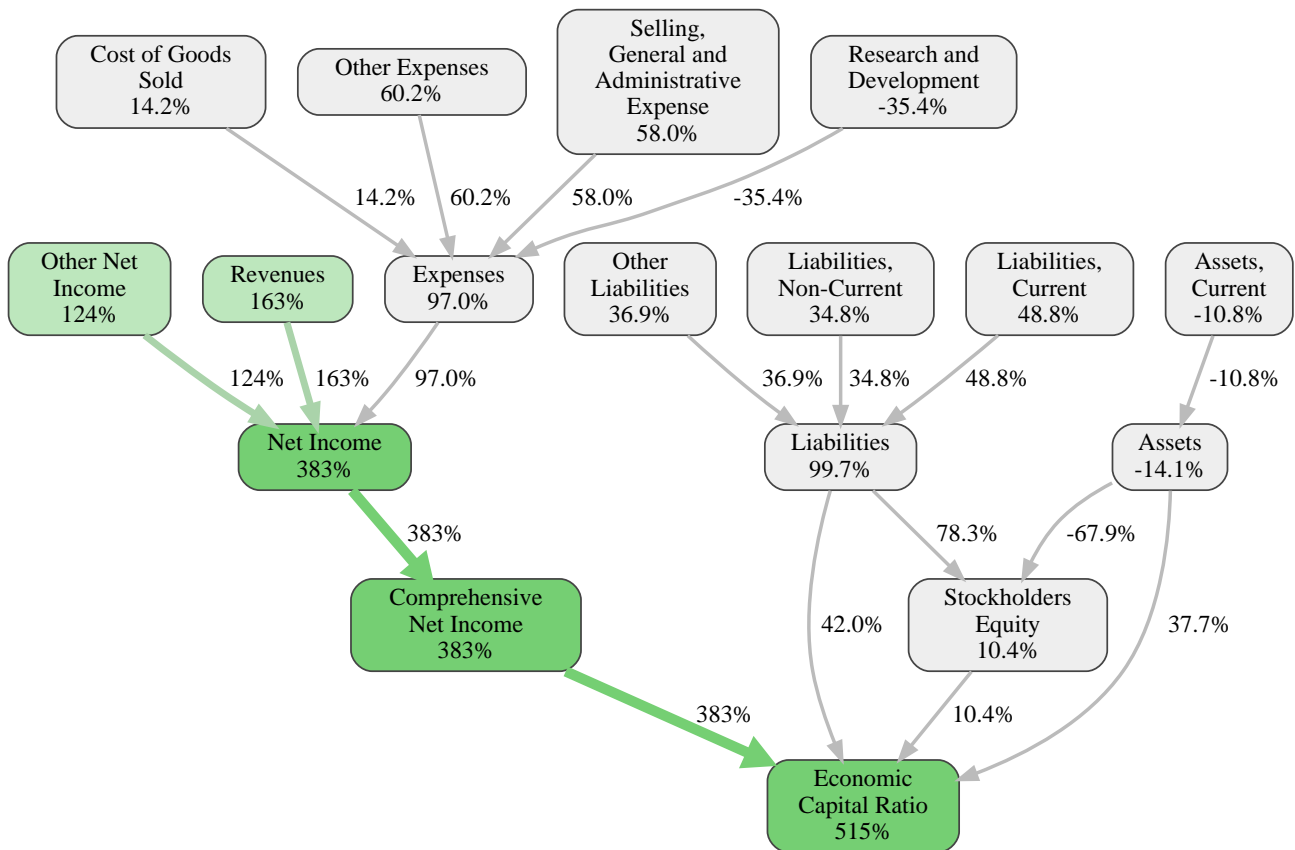 Cost of Goods
Sold
14.2%
Other Expenses
60.2%
Selling,
General and
Administrative
Expense
58.0%
Research and
Development
-35.4%
14.2%
60.2%
58.0%
-35.4%
Other Net
Income
124%
Revenues
163%
Expenses
97.0%
Other
Liabilities
36.9%
Liabilities,
Non-Current
34.8%
Liabilities,
Current
48.8%
Assets,
Current
-10.8%
124%
163%
97.0%
36.9%
34.8%
48.8%
-10.8%
Net Income
383%
Liabilities
99.7%
Assets
-14.1%
383%
78.3%
-67.9%
Comprehensive
Net Income
383%
42.0%
Stockholders
Equity
10.4%
37.7%
383%
10.4%
Economic
Capital Ratio
515%